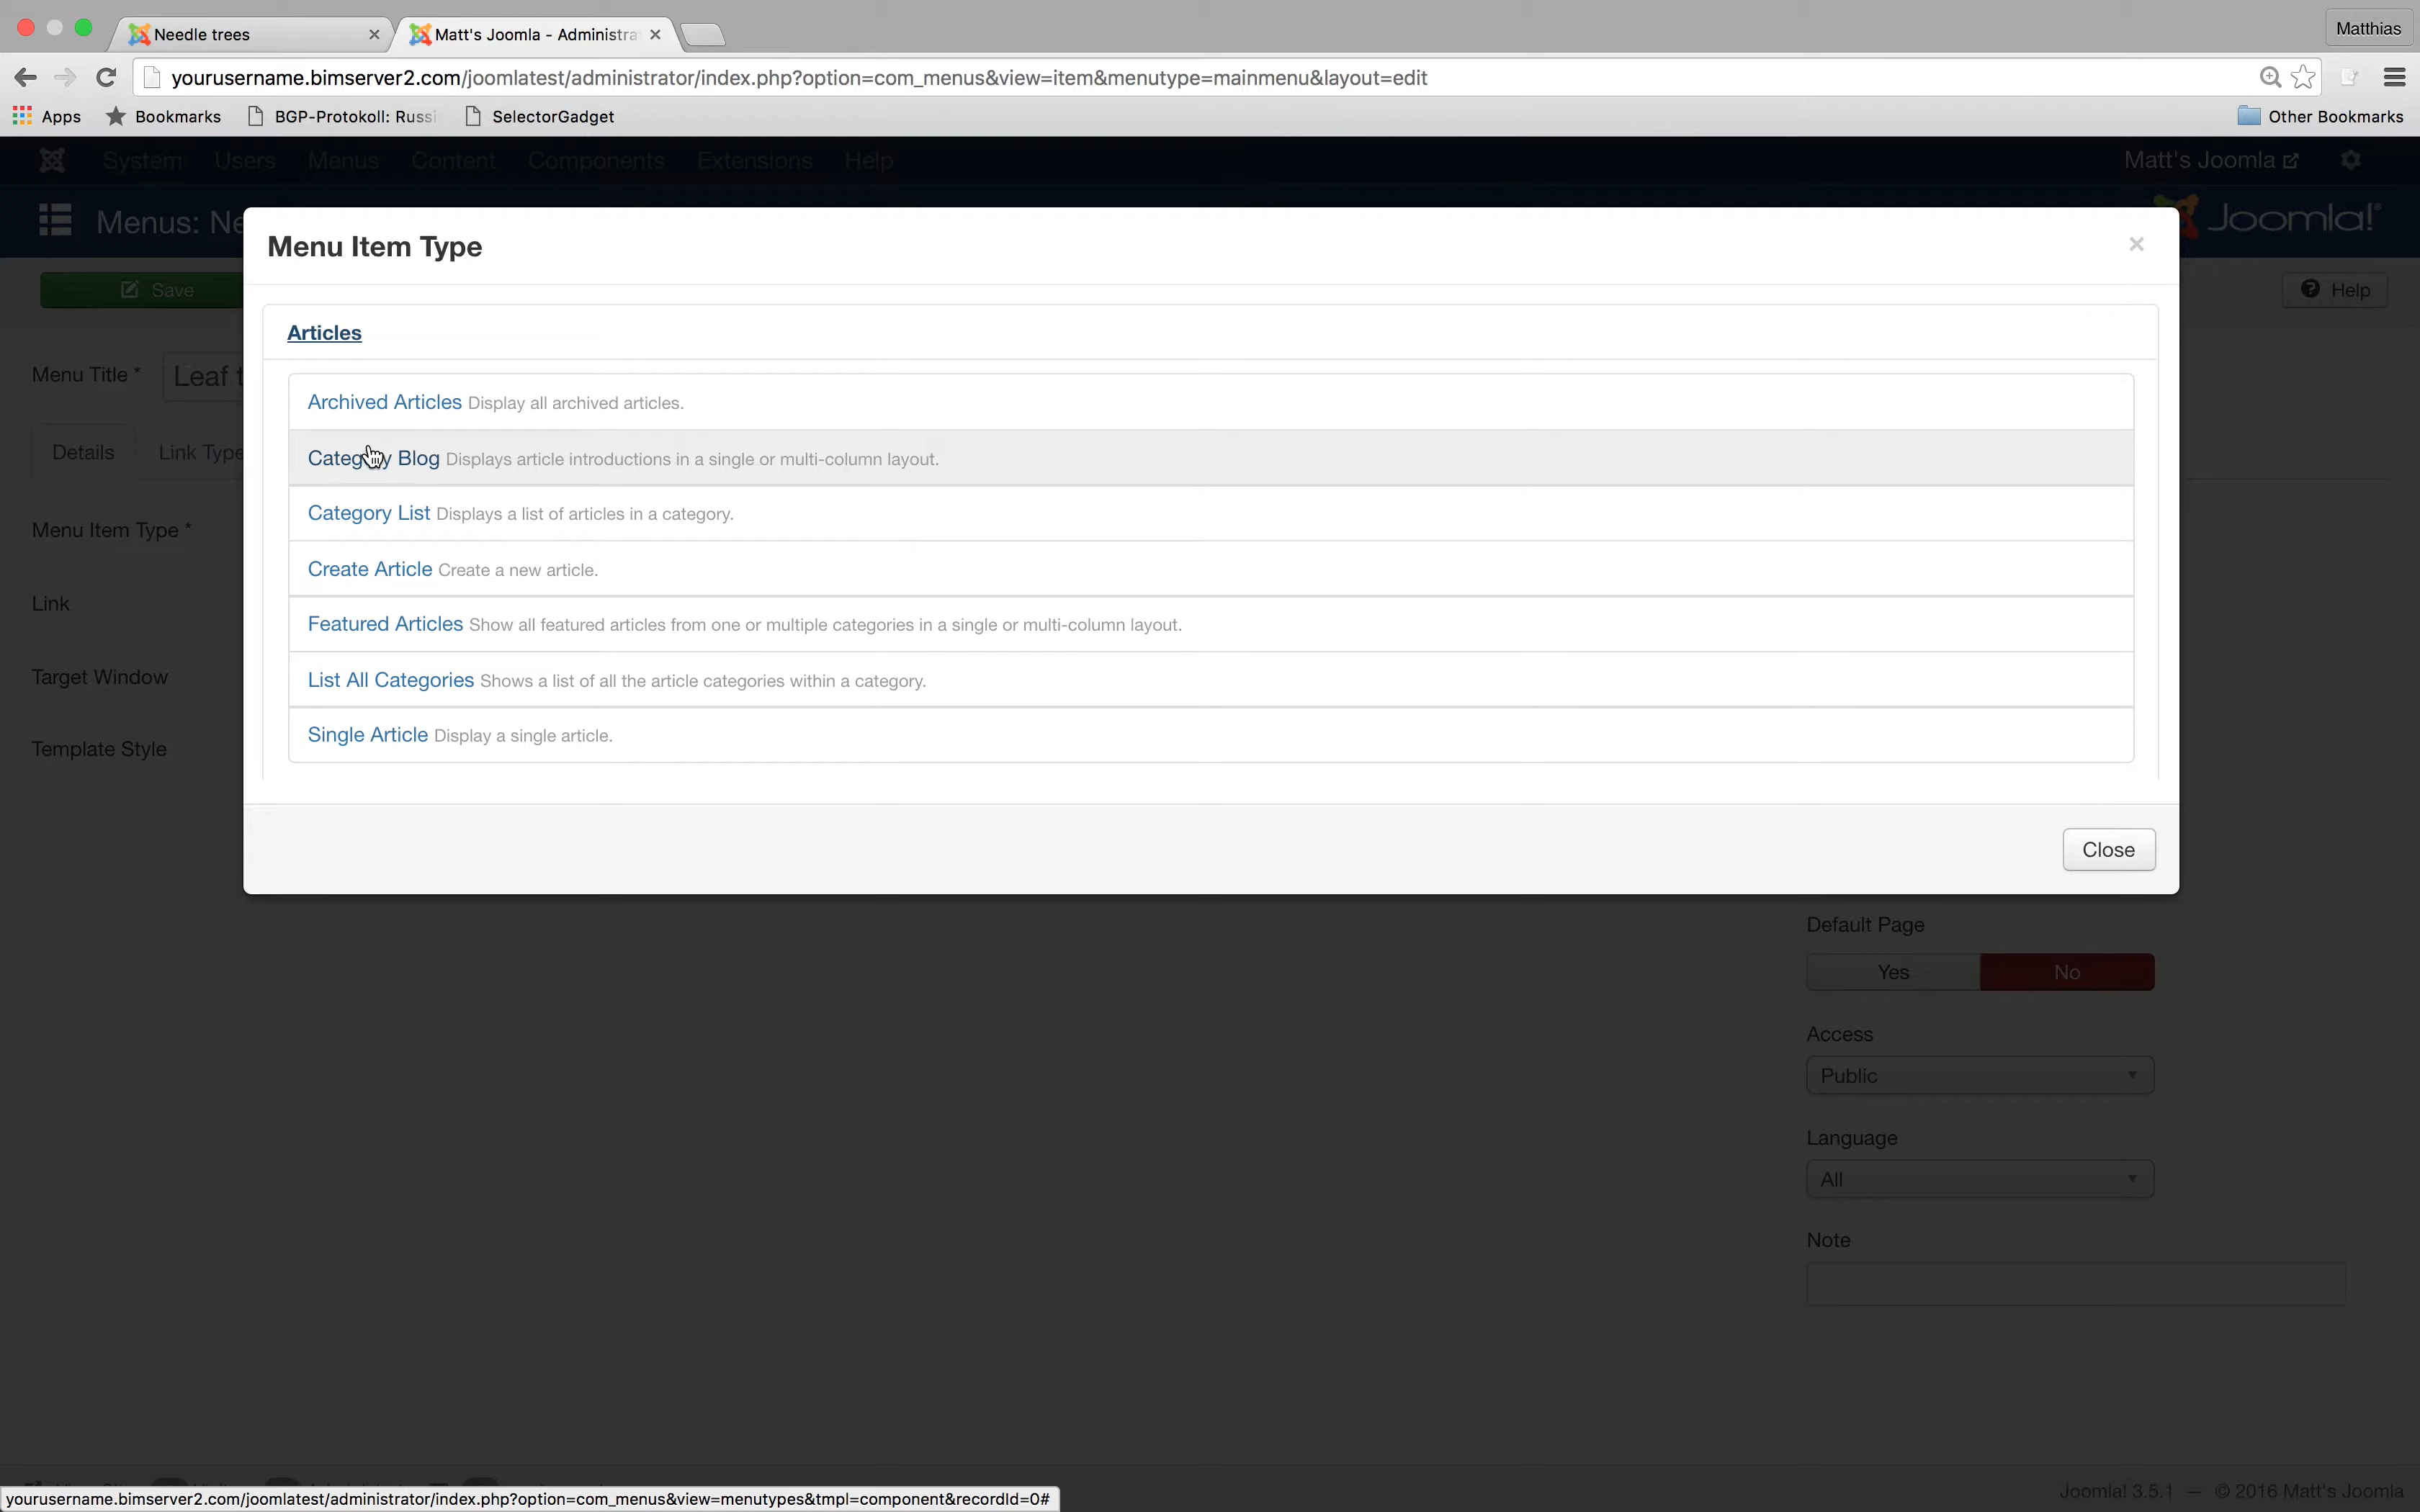 Needle trees
Matt's Joomla - Administra
Matthias
yourusername.bimserver2.com/joomlatest/administrator/index.php?option=com_menus&view=item&menutype=mainmenu&layout=edit
Apps Bookmarks BGP-Protokoll: Russi SelectorGadget Other Bookmarks
System Users Menus Content Components Extensions Help Matt's Joomla
Menus: Ne
Joomla!
Menu Item Type
Save
Help
Articles
Menu Title *
Leaf t
Archived Articles Display all archived articles.
Details Link Type
Category Blog Displays article introductions in a single or multi-column layout.
Category List Displays a list of articles in a category.
Menu Item Type *
Create Article Create a new article.
Link
Featured Articles Show all featured articles from one or multiple categories in a single or multi-column layout.
Target Window
List All Categories Shows a list of all the article categories within a category.
Single Article Display a single article.
Template Style
Close
Default Page
Yes No
Access
Public
Language
All
Note
yourusername.bimserver2.com/joomlatest/administrator/index.php?option=com_menus&view=menutypes&tmpl=component&recordId=0#
Joomla! 3.5.1 — © 2016 Matt's Joomla